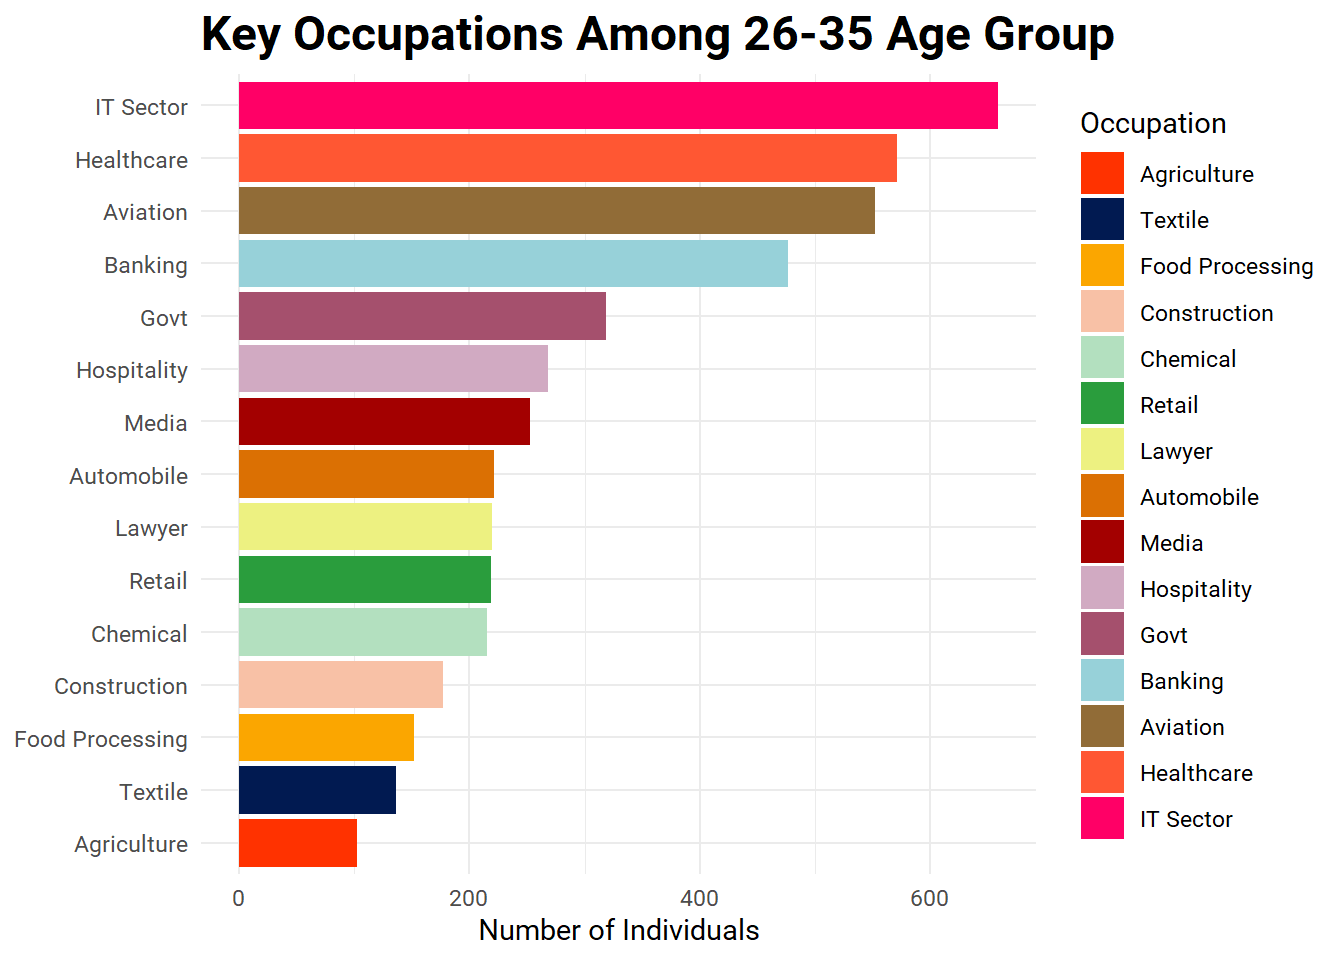 Key Occupations Among 26-35 Age Group
IT Sector
Healthcare
Aviation
Banking
Govt
Hospitality
Media
Automobile
Lawyer
Retail
Chemical
Construction
Food Processing
Textile
Agriculture
0 200 400 600
Number of Individuals
Occupation
Agriculture
Textile
Food Processing
Construction
Chemical
Retail
Lawyer
Automobile
Media
Hospitality
Govt
Banking
Aviation
Healthcare
IT Sector